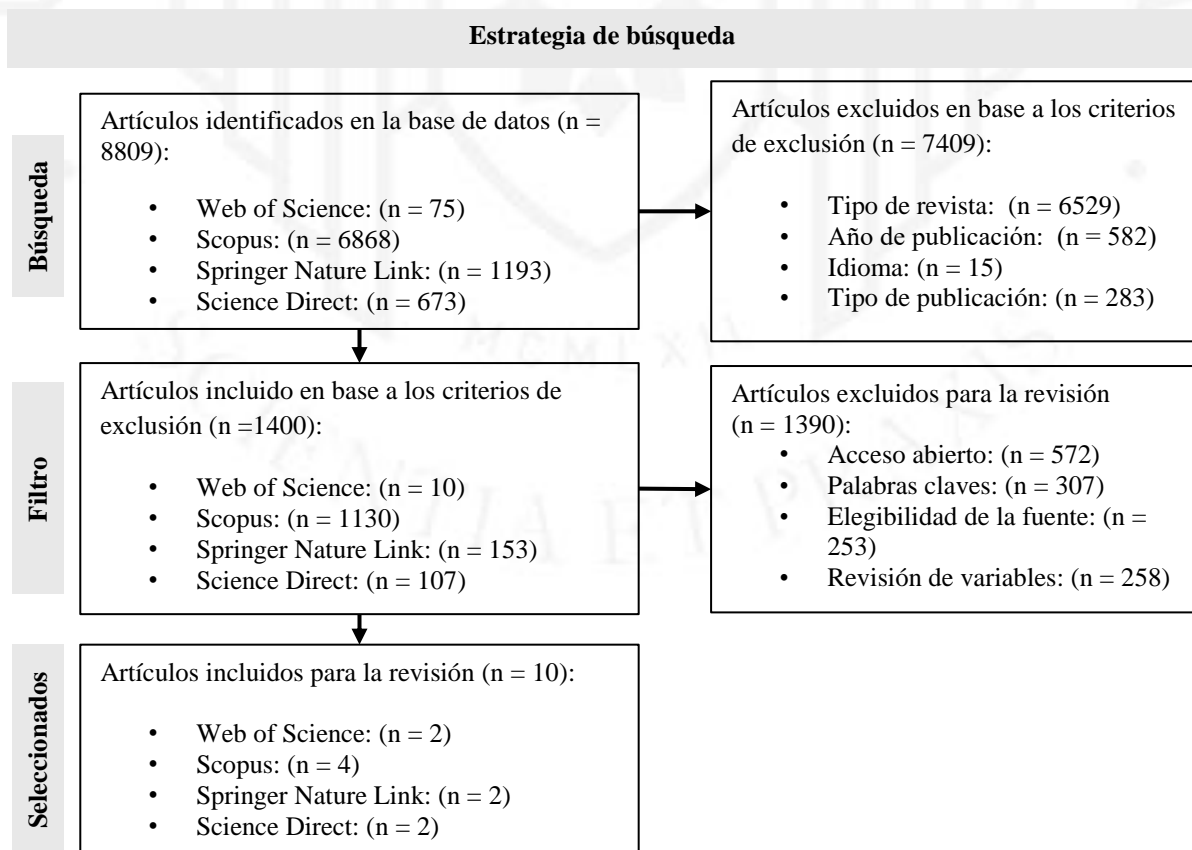 Estrategia de búsqueda
Búsqueda
Artículos identificados en la base de datos (n =
8809):
• Web of Science: (n = 75)
• Scopus: (n = 6868)
• Springer Nature Link: (n = 1193)
• Science Direct: (n = 673)
Artículos excluidos en base a los criterios
de exclusión (n = 7409):
• Tipo de revista: (n = 6529)
• Año de publicación: (n = 582)
• Idioma: (n = 15)
• Tipo de publicación: (n = 283)
Filtro
Artículos incluido en base a los criterios de
exclusión (n =1400):
• Web of Science: (n = 10)
• Scopus: (n = 1130)
• Springer Nature Link: (n = 153)
• Science Direct: (n = 107)
Artículos excluidos para la revisión
(n = 1390):
• Acceso abierto: (n = 572)
• Palabras claves: (n = 307)
• Elegibilidad de la fuente: (n =
253)
• Revisión de variables: (n = 258)
Seleccionados
Artículos incluidos para la revisión (n = 10):
• Web of Science: (n = 2)
• Scopus: (n = 4)
• Springer Nature Link: (n = 2)
• Science Direct: (n = 2)
MCMLXII